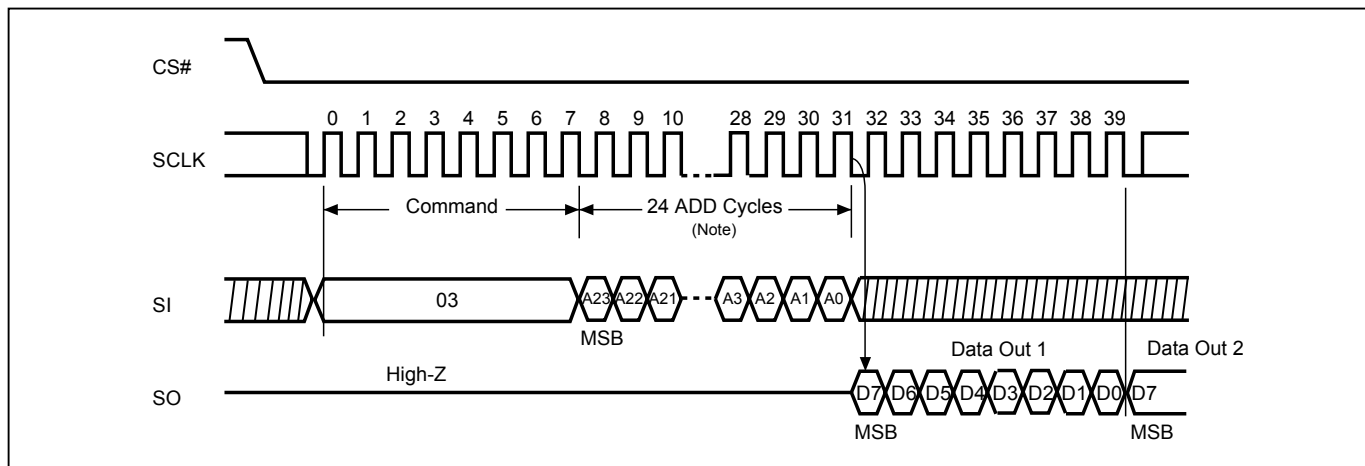 CS#
0 1 2 3 4 5 6 7 8 9 10 28 29 30 31 32 33 34 35 36 37 38 39
SCLK
Command 24 ADD Cycles
(Note)
SI 03 A23 A22 A21 A3 A2 A1 A0
MSB
Data Out 1 Data Out 2
High-Z
SO D7 D6 D5 D4 D3 D2 D1 D0 D7
MSB MSB